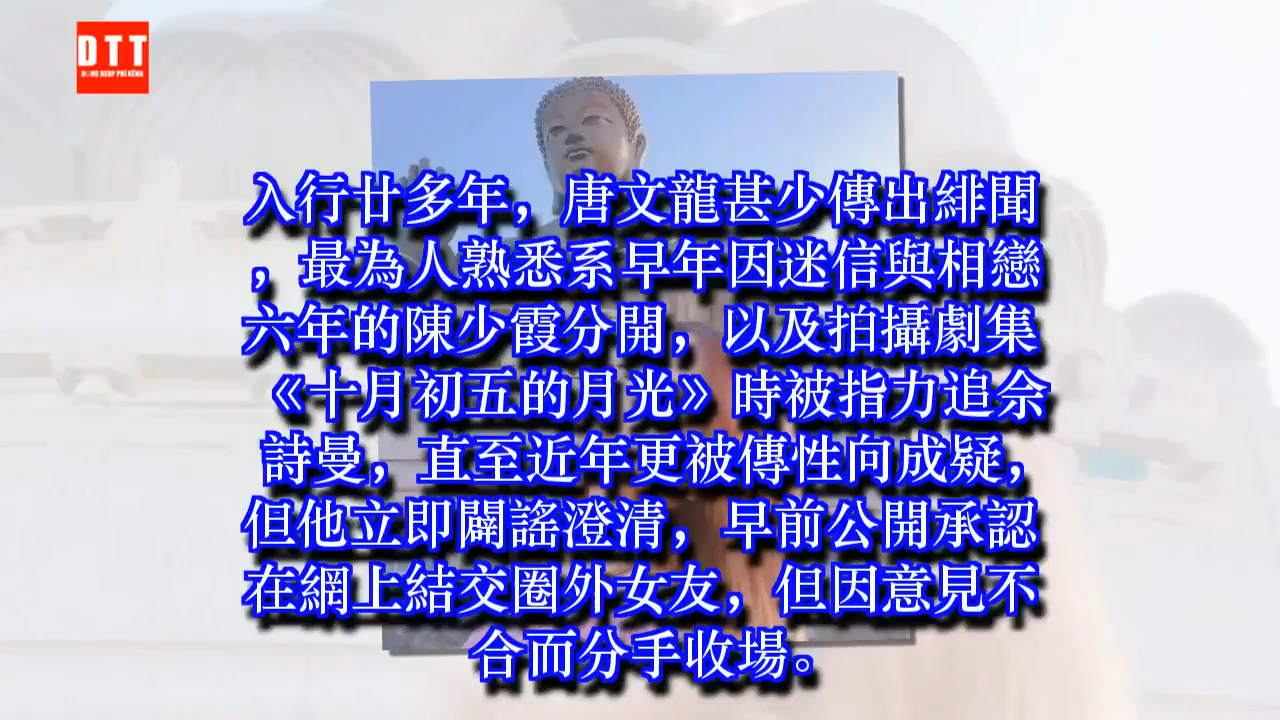 DTT
入行廿多年，唐文龍甚少傳出緋聞
，最為人熟悉系早年因迷信與相戀
六年的陳少霞分開，以及拍攝劇集
《十月初五的月光》時被指力追佘
詩曼，直至近年更被傳性向成疑，
但他立即闢謠澄清，早前公開承認
在網上結交圈外女友，但因意見不
合而分手收場。